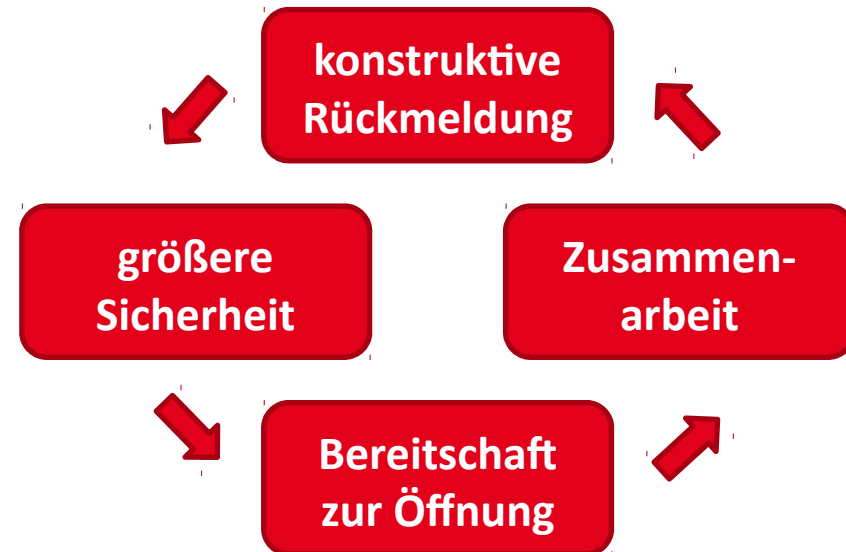 konstruktive
Rückmeldung
größere
Sicherheit
Zusammen-
arbeit
Bereitschaft
zur Öffnung